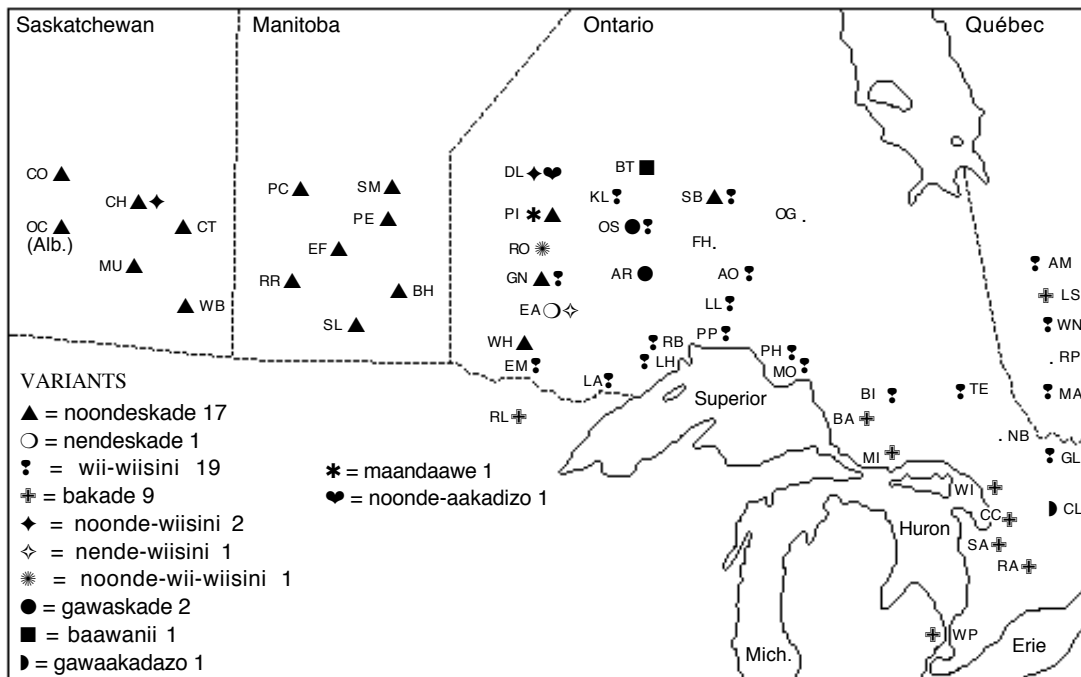 Saskatchewan Manitoba Ontario Québec
CO
CH
OC
(Alb.)
CT
MU
WB
PC
SM
PE
EF
RR
BH
SL
DL
BT
KL
SB
PI
OS
OG
RO
FH
GN
AR
AO
EA
LL
WH
RB
PP
EM
LH
PH
LA
MO
RL
BI
TE
BA
MI
WI
CC
SA
RA
WP
AM
LS
WN
RP
MA
NB
GL
CL
Superior
Huron
Mich.
Erie
VARIANTS
▲ = noondeskade 17
❍ = nendeskade 1
❢ = wii-wiisini 19
✙ = bakade 9
✦ = noonde-wiisini 2
✧ = nende-wiisini 1
✺ = noonde-wii-wiisini 1
● = gawaskade 2
■ = baawanii 1
◗ = gawaakadazo 1
✱ = maandaawe 1
❤ = noonde-aakadizo 1